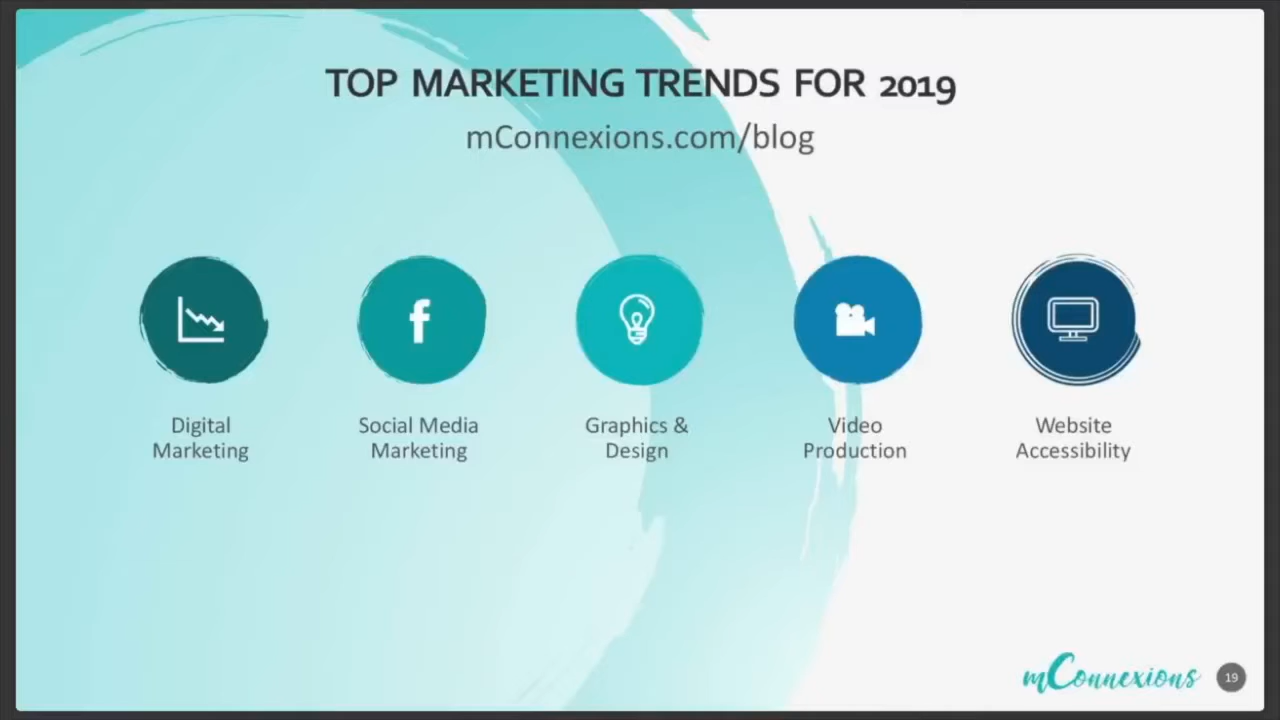 TOP MARKETING TRENDS FOR 2019
mConnexions.com/blog
Digital
Marketing
Social Media
Marketing
Graphics &
Design
Video
Production
Website
Accessibility
mConnexions
19